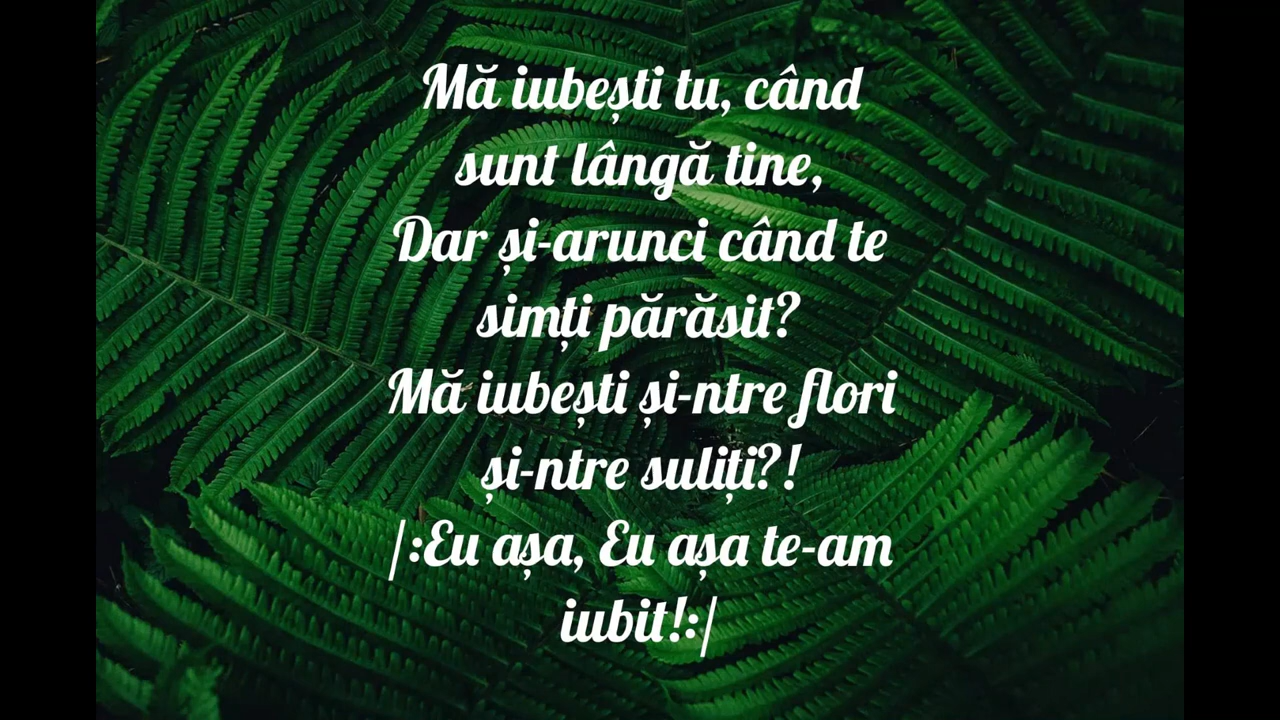 Mă iubești tu, când
sunt lângă tine,
Dar și-arunci când te
simți părăsit?
Mă iubești și-ntre flori
și-ntre suliți?!
/:Eu așa, Eu așa te-am
iubit!:/